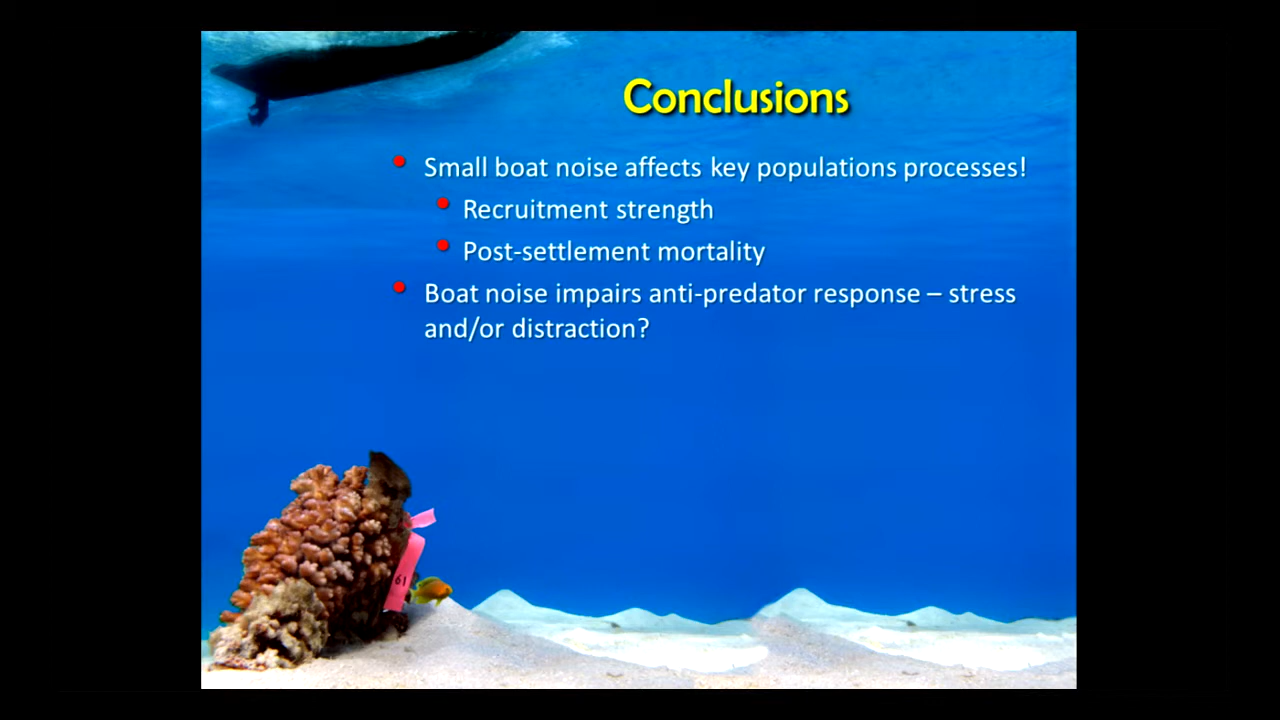 Conclusions
Small boat noise affects key populations processes!
Recruitment strength
Post-settlement mortality
Boat noise impairs anti-predator response – stress
and/or distraction?
61